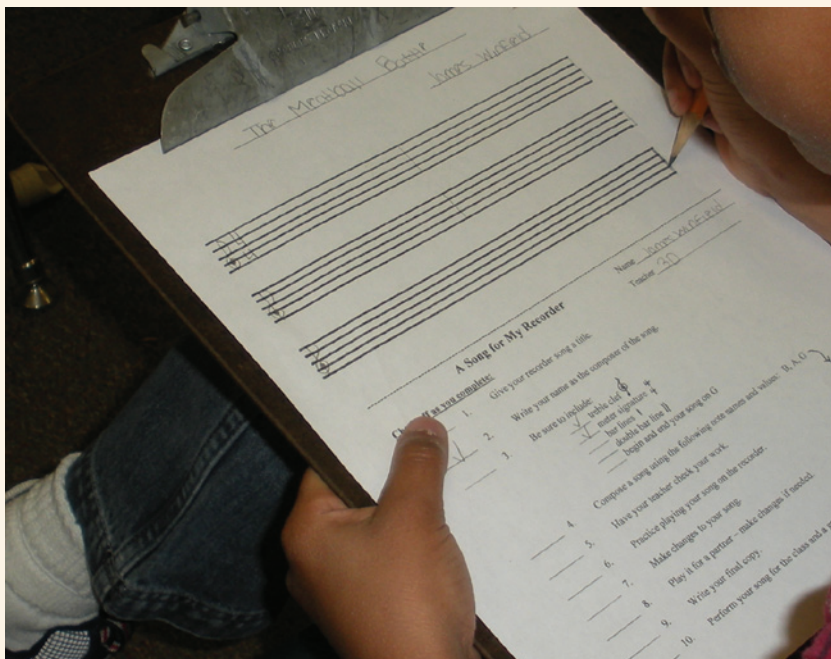 The Meatball Battle
James Winfield
Name James Winfield
Teacher 3D
A Song for My Recorder
off as you complete:
1. Give your recorder song a title.
2. Write your name as the composer of the song.
3. Be sure to include:
√ treble clef
√ meter signature 4 4
bar lines
double bar line
begin and end your song on G
4. Compose a song using the following note names and values: B, A, G
5. Have your teacher check your work.
6. Practice playing your song on the recorder.
7. Make changes to your song.
8. Play it for a partner – make changes if needed.
9. Write your final copy.
10. Perform your song for the class and a